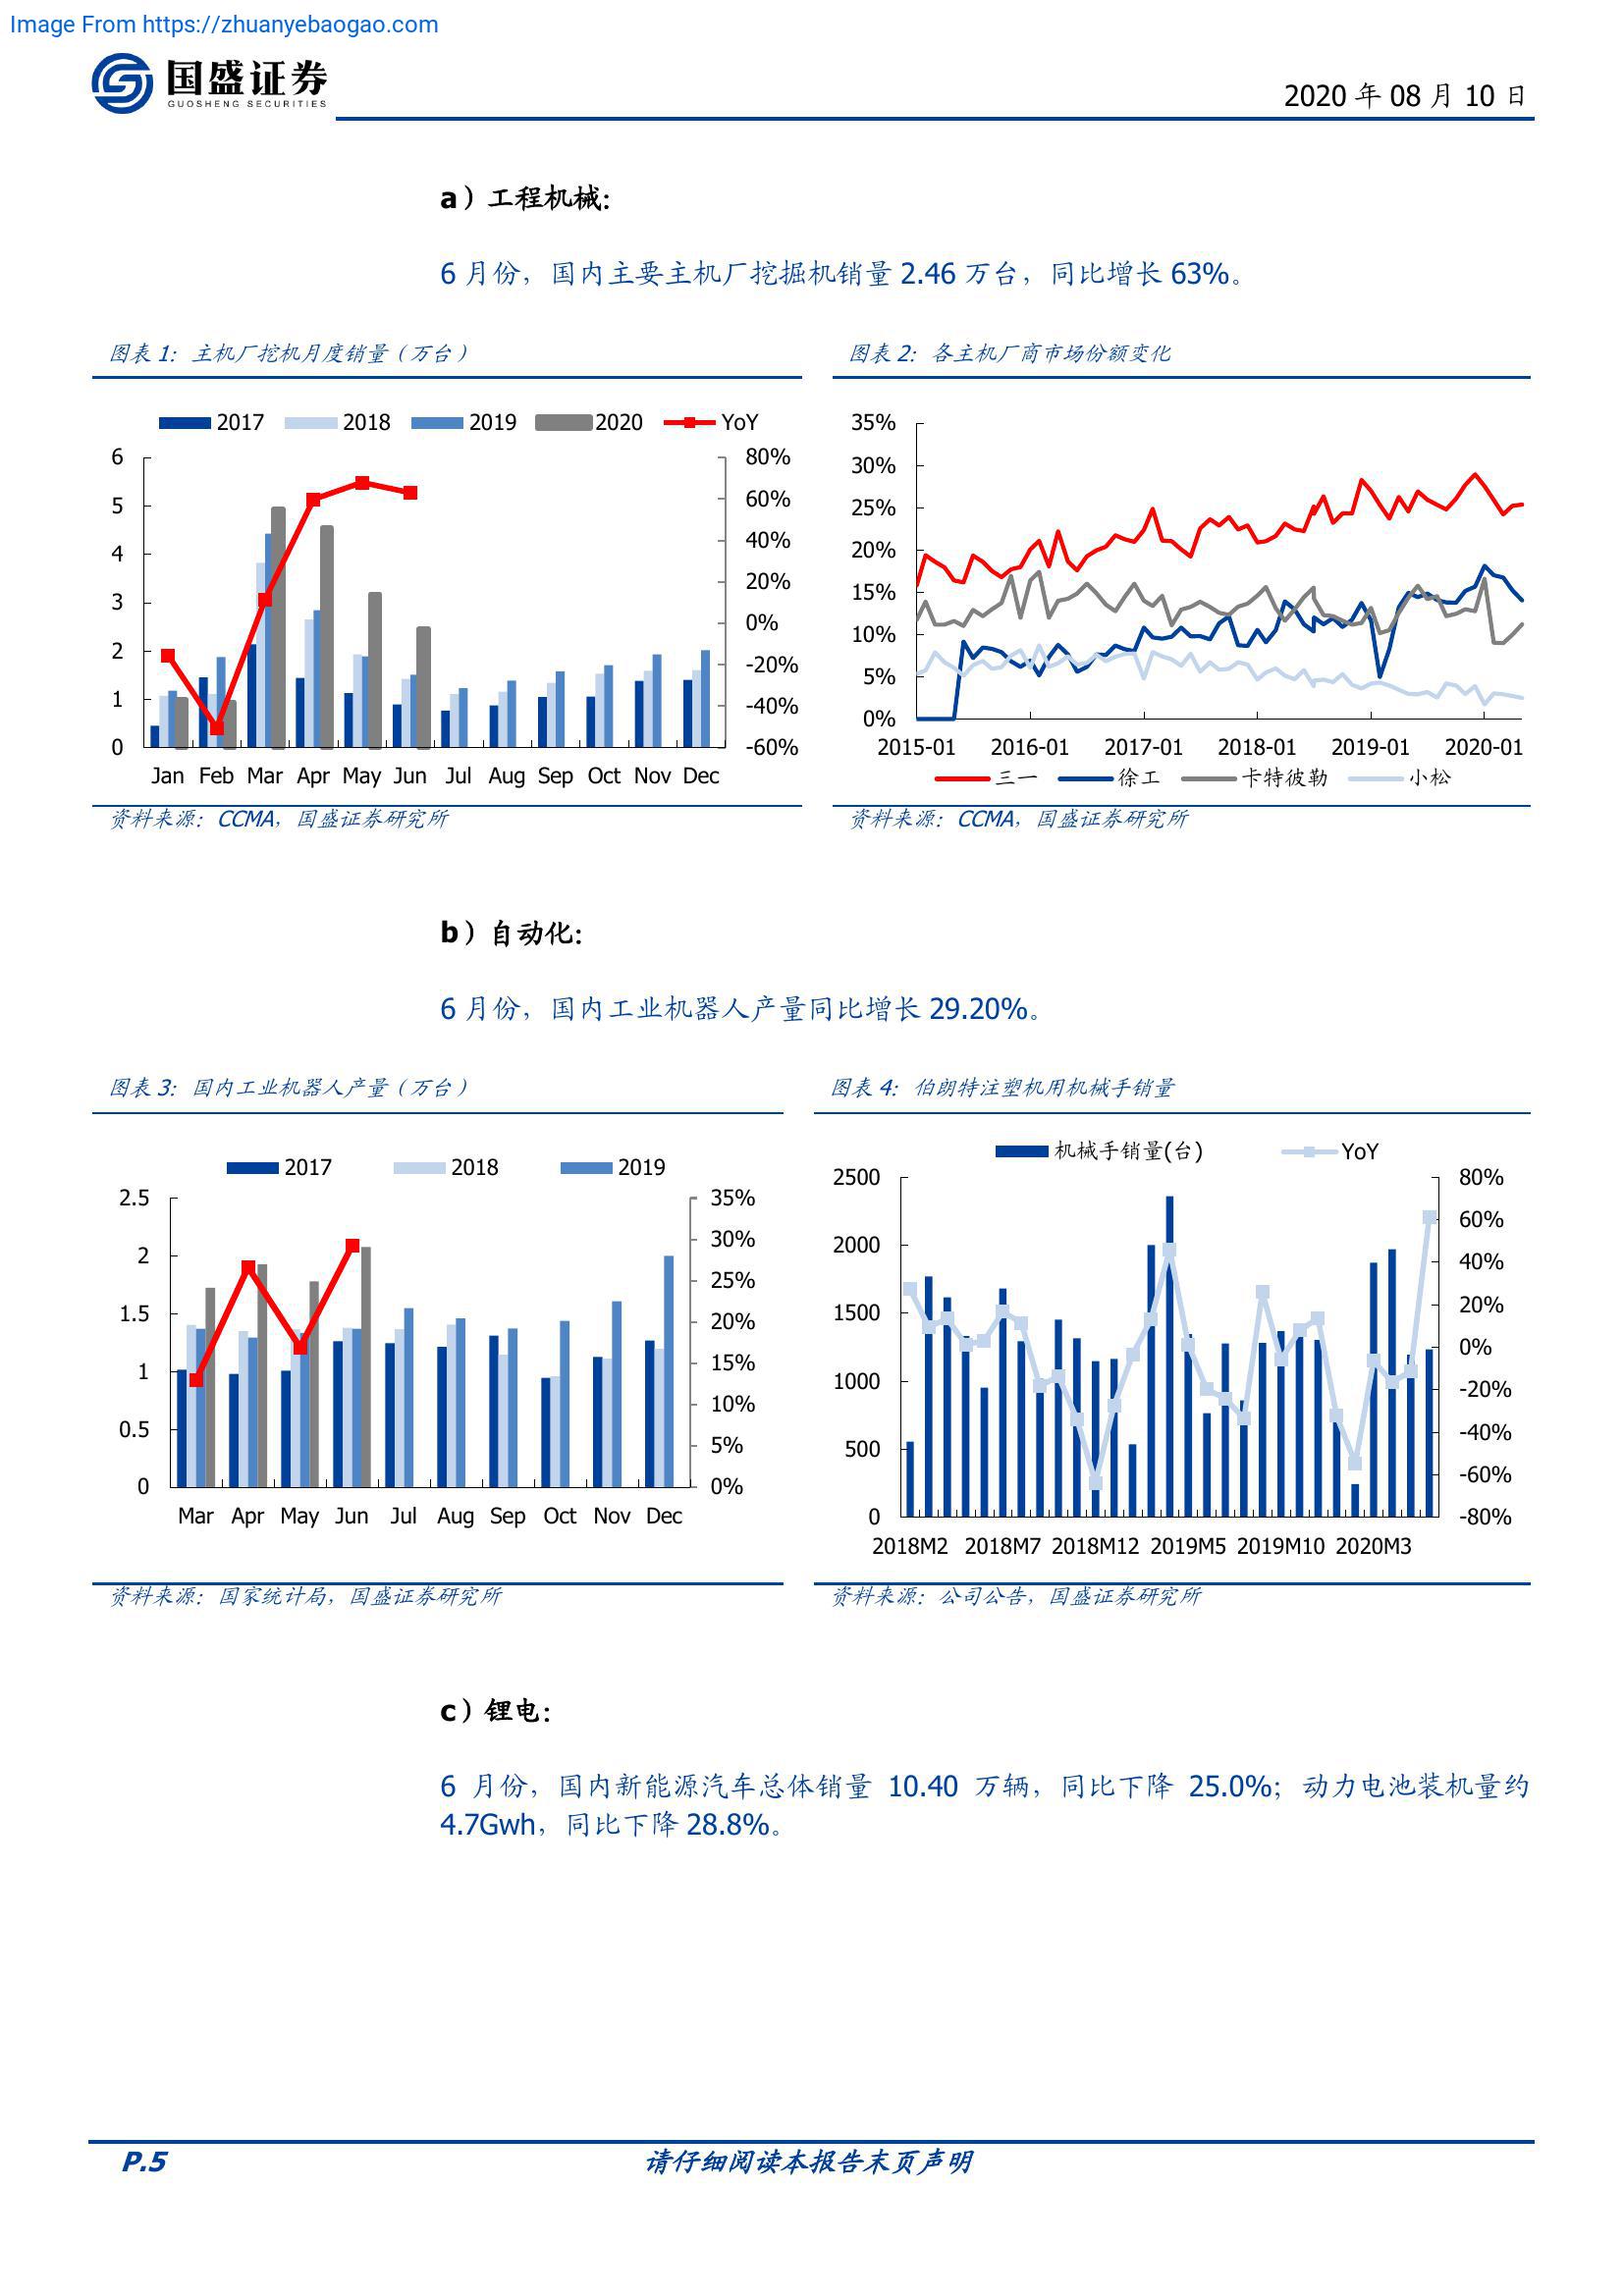 Image From https://zhuanyebaogao.com
国盛证券
GUOSHENG SECURITIES
2020 年 08 月 10 日
a）工程机械：
6 月份，国内主要主机厂挖掘机销量 2.46 万台，同比增长 63%。
图表 1：主机厂挖机月度销量（万台）
2017 2018 2019 2020 YoY
6
5
4
3
2
1
0
80%
60%
40%
20%
0%
-20%
-40%
-60%
Jan Feb Mar Apr May Jun Jul Aug Sep Oct Nov Dec
资料来源：CCMA，国盛证券研究所
图表 2：各主机厂商市场份额变化
35%
30%
25%
20%
15%
10%
5%
0%
2015-01 2016-01 2017-01 2018-01 2019-01 2020-01
三一 徐工 卡特彼勒 小松
资料来源：CCMA，国盛证券研究所
b）自动化：
6 月份，国内工业机器人产量同比增长 29.20%。
图表 3：国内工业机器人产量（万台）
2017 2018 2019
2.5
2
1.5
1
0.5
0
35%
30%
25%
20%
15%
10%
5%
0%
Mar Apr May Jun Jul Aug Sep Oct Nov Dec
资料来源：国家统计局，国盛证券研究所
图表 4：伯朗特注塑机用机械手销量
机械手销量(台) YoY
2500
2000
1500
1000
500
0
80%
60%
40%
20%
0%
-20%
-40%
-60%
-80%
2018M2 2018M7 2018M12 2019M5 2019M10 2020M3
资料来源：公司公告，国盛证券研究所
c）锂电：
6 月份，国内新能源汽车总体销量 10.40 万辆，同比下降 25.0%；动力电池装机量约
4.7Gwh，同比下降 28.8%。
P.5
请仔细阅读本报告末页声明